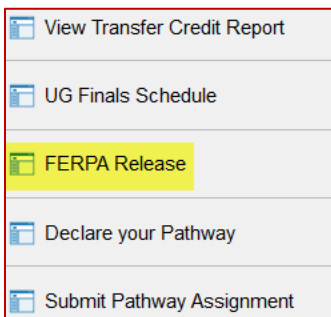 View Transfer Credit Report
UG Finals Schedule
FERPA Release
Declare your Pathway
Submit Pathway Assignment